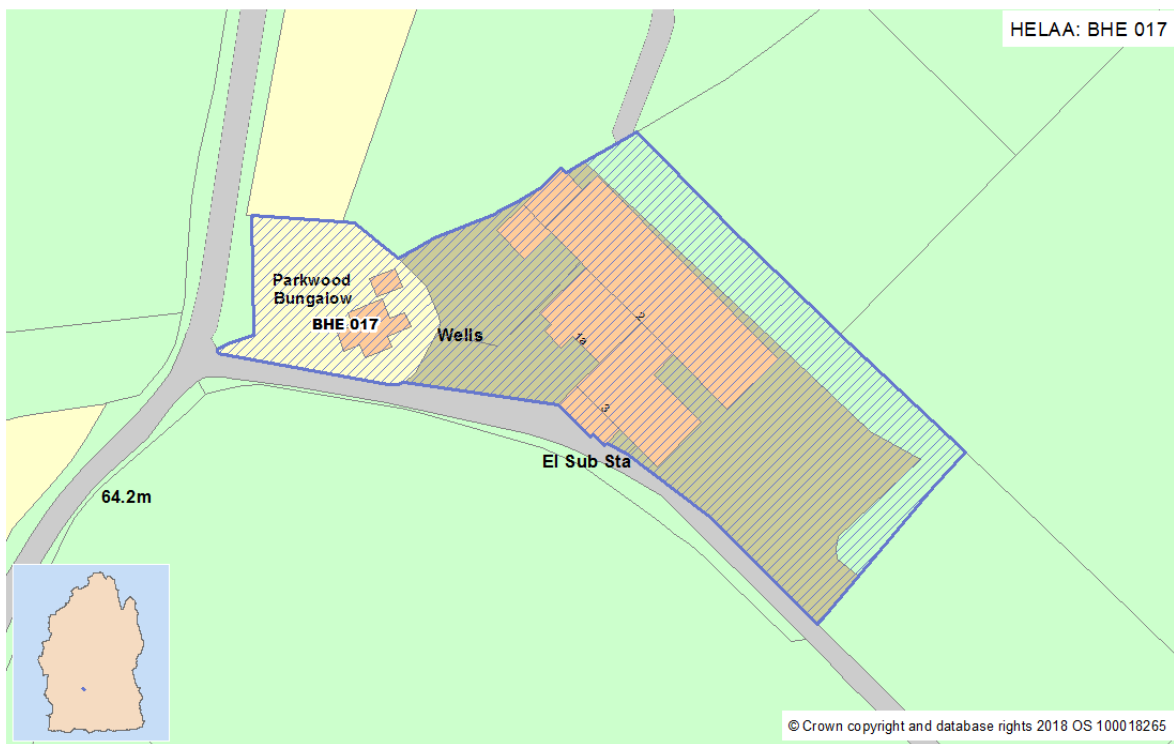 HELAA: BHE 017
Parkwood
Bungalow
BHE 017
Wells
2
1a
3
El Sub Sta
64.2m
© Crown copyright and database rights 2018 OS 100018265